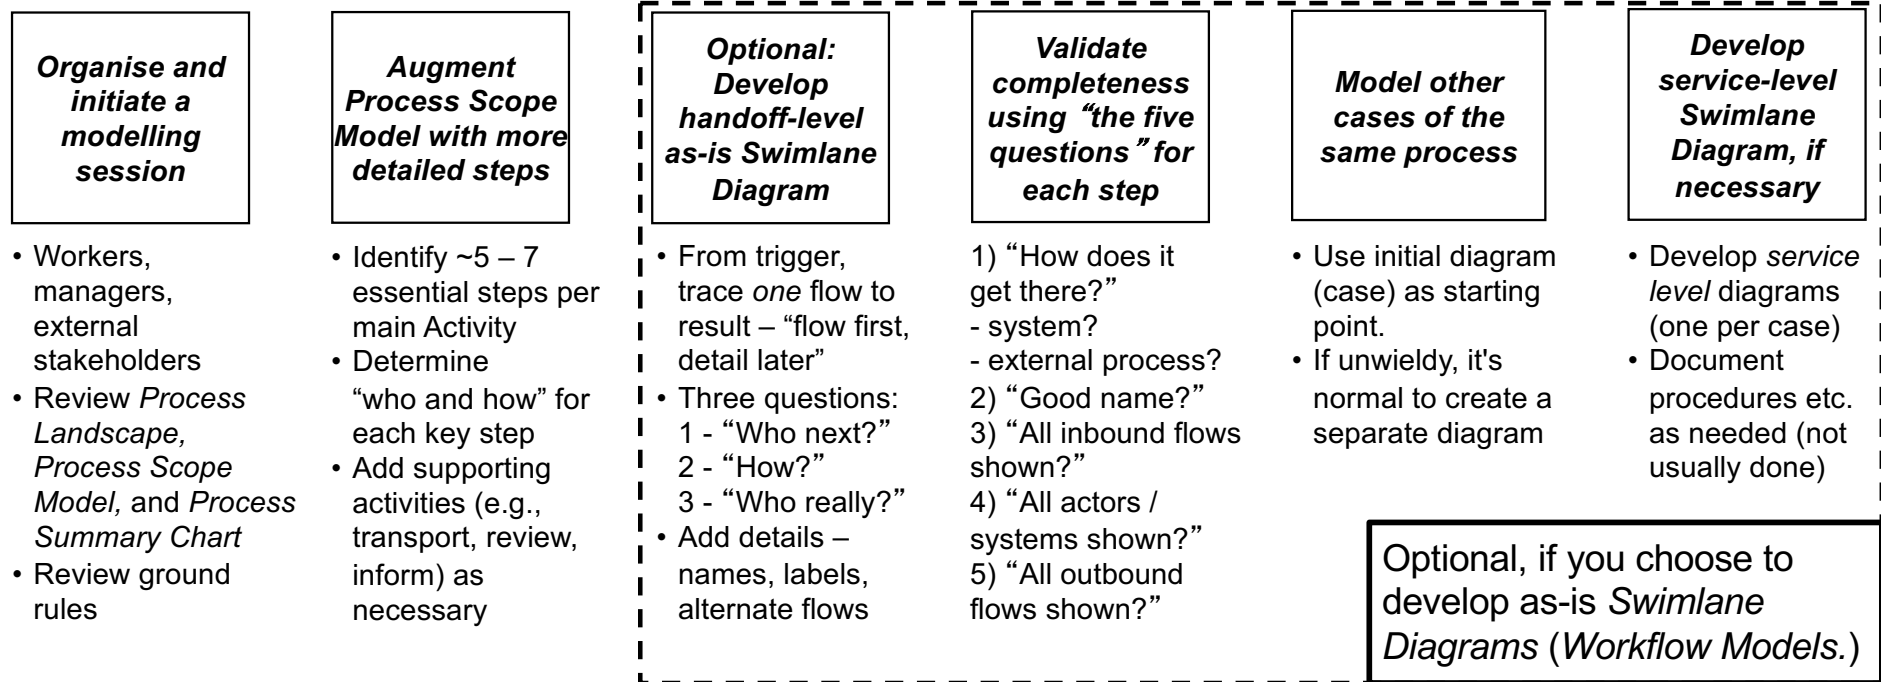 Organise and
initiate a
modelling
session
Augment
Process Scope
Model with more
detailed steps
Optional:
Develop
handoff-level
as-is Swimlane
Diagram
Validate
completeness
using “the five
questions” for
each step
Model other
cases of the
same process
Develop
service-level
Swimlane
Diagram, if
necessary
• Workers,
managers,
external
stakeholders
• Review Process
Landscape,
Process Scope
Model, and Process
Summary Chart
• Review ground
rules
• Identify ~5 – 7
essential steps per
main Activity
• Determine
“who and how” for
each key step
• Add supporting
activities (e.g.,
transport, review,
inform) as
necessary
• From trigger,
trace one flow to
result – “flow first,
detail later”
• Three questions:
1 - “Who next?”
2 - “How?”
3 - “Who really?”
• Add details –
names, labels,
alternate flows
1) “How does it
get there?”
- system?
- external process?
2) “Good name?”
3) “All inbound flows
shown?”
4) “All actors /
systems shown?”
5) “All outbound
flows shown?”
• Use initial diagram
(case) as starting
point.
• If unwieldy, it's
normal to create a
separate diagram
• Develop service
level diagrams
(one per case)
• Document
procedures etc.
as needed (not
usually done)
Optional, if you choose to
develop as-is Swimlane
Diagrams (Workflow Models.)